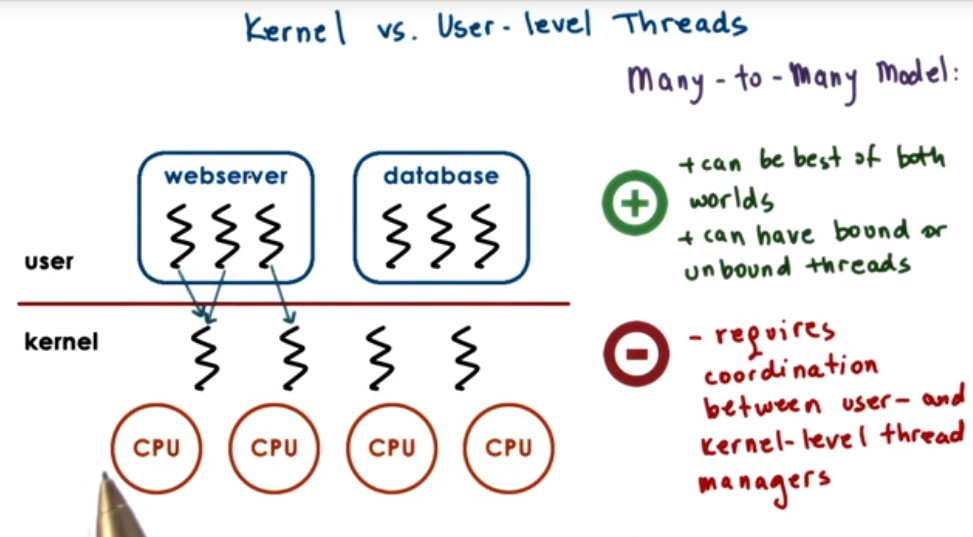 Kernel vs. User-level Threads
Many-to-Many Model:
webserver
database
user
kernel
CPU CPU CPU CPU
+ can be best of both
worlds
+ can have bound or
unbound threads
- requires
coordination
between user- and
kernel-level thread
managers